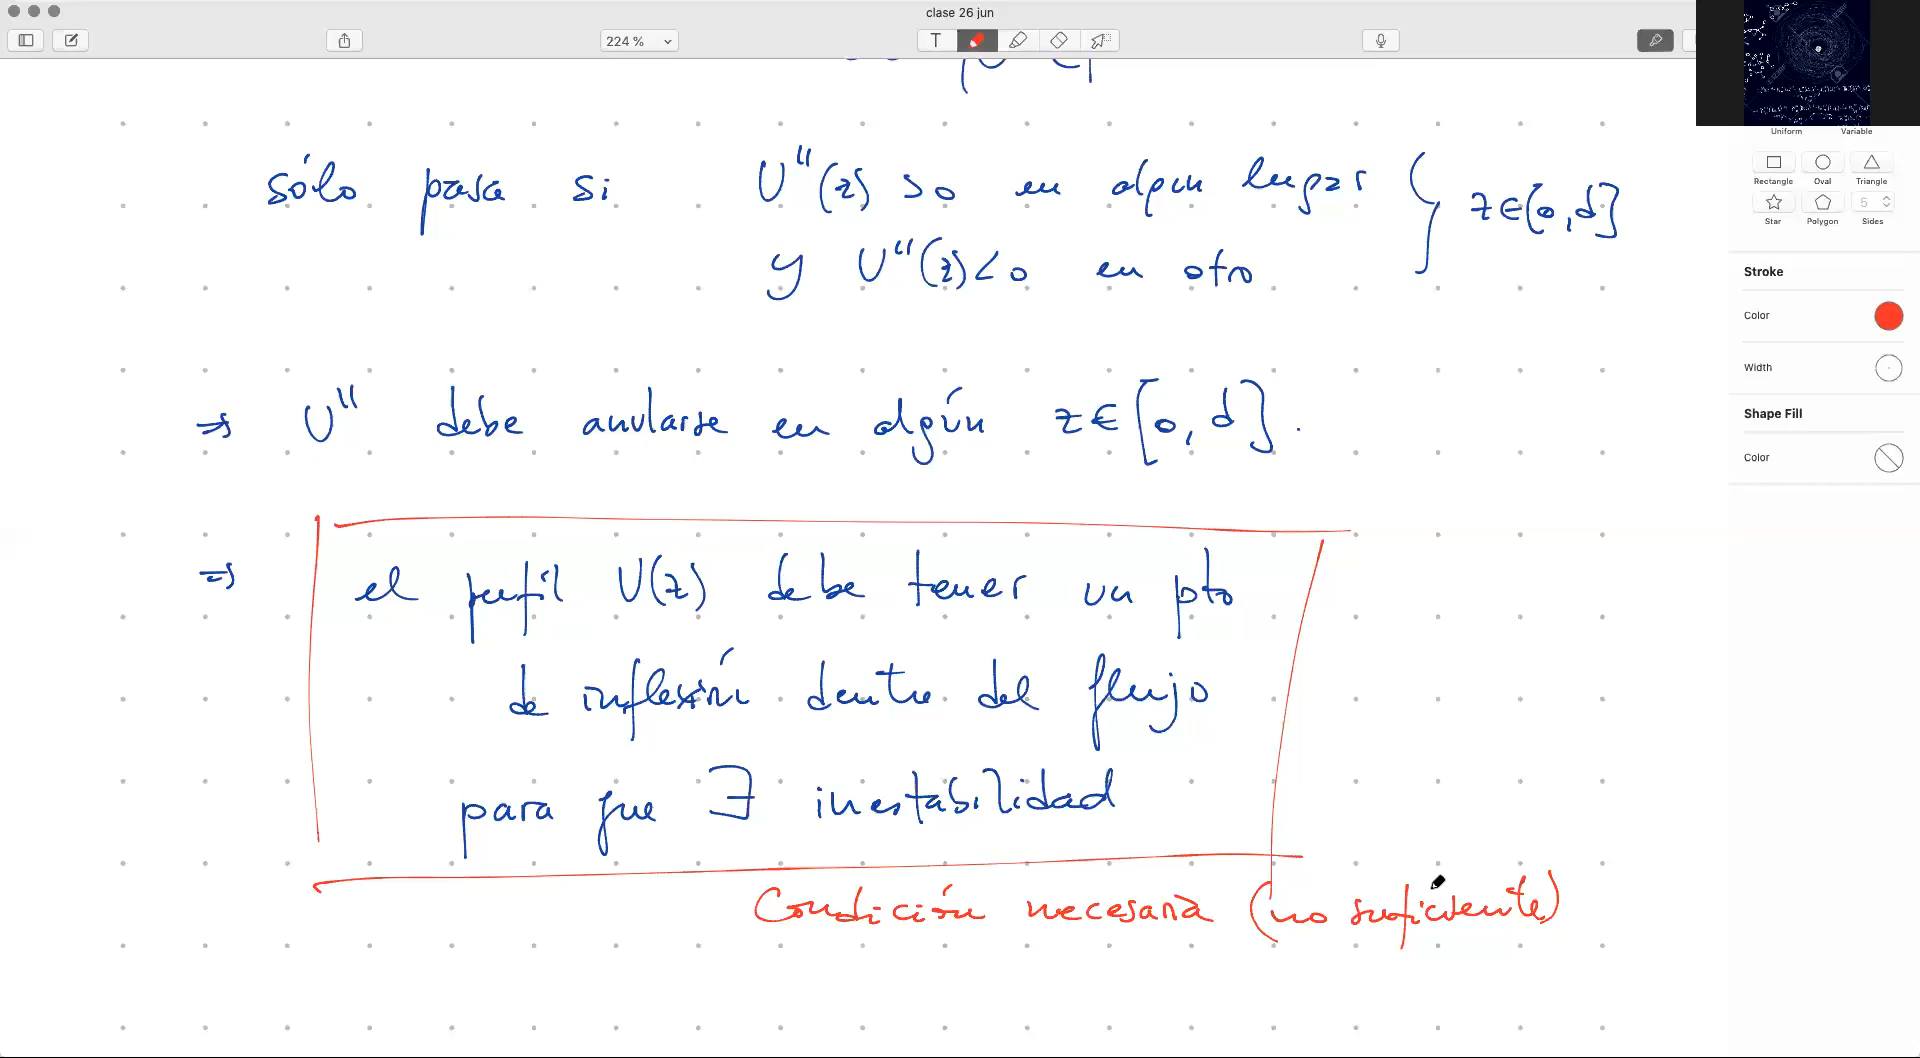 clase 26 jun
224 %
T
Uniform Variable
Rectangle Oval Triangle
5
Star Polygon Sides
Stroke
Color
Width
Shape Fill
Color
sólo pasa si U''(z) > 0 en algun lugar } z ∈ [0, d]
y U''(z) < 0 en otro
⇒ U'' debe anularse en algún z ∈ [0, d].
⇒ el perfil U(z) debe tener un pto
de inflexión dentro del flujo
para que ∃ inestabilidad
Condición necesaria (no suficiente)